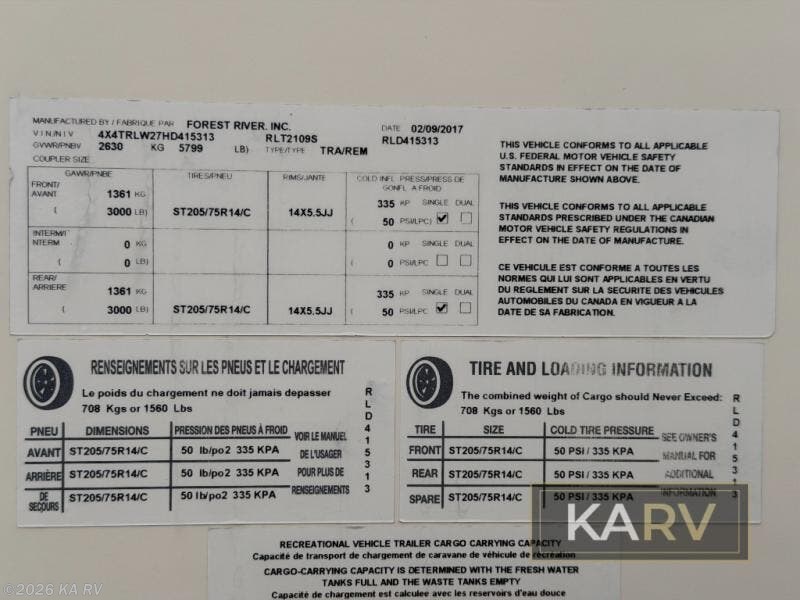 MANUFACTURED BY / FABRIQUE PAR FOREST RIVER, INC. DATE 02/09/2017
V I N / N I V 4X4TRLW27HD415313 RLT2109S RLD415313
GVWR/PNBV 2630 KG 5799 LB) TYPE/TYPE TRA/REM
COUPLER SIZE
GAWR/PNBE TIRES/PNEU RIMS/JANTE COLD INFL PRESS/PRESS DE
GONFL A FROID
FRONT/
AVANT 1361 KG 335 KP SINGLE DUAL
( 3000 LB) ST205/75R14/C 14X5.5JJ ( 50 PSI/LPC)
INTERM/I
NTERM 0 KG 0 KP SINGLE DUAL
( 0 LB) ( 0 PSI/LPC
REAR/
ARRIERE 1361 KG 335 KP SINGLE DUAL
( 3000 LB) ST205/75R14/C 14X5.5JJ ( 50 PSI/LPC
THIS VEHICLE CONFORMS TO ALL APPLICABLE
U.S. FEDERAL MOTOR VEHICLE SAFETY
STANDARDS IN EFFECT ON THE DATE OF
MANUFACTURE SHOWN ABOVE.
THIS VEHICLE CONFORMS TO ALL APPLICABLE
STANDARDS PRESCRIBED UNDER THE CANADIAN
MOTOR VEHICLE SAFETY REGULATIONS IN
EFFECT ON THE DATE OF MANUFACTURE.
CE VEHICULE EST CONFORME A TOUTES LES
NORMES QUI LUI SONT APPLICABLES EN VERTU
DU REGLEMENT SUR LA SECURITE DES VEHICULES
AUTOMOBILES DU CANADA EN VIGUEUR A LA
DATE DE SA FABRICATION.
RENSEIGNEMENTS SUR LES PNEUS ET LE CHARGEMENT
Le poids du chargement ne doit jamais depasser
708 Kgs or 1560 Lbs
PNEU DIMENSIONS PRESSION DES PNEUS À FROID
AVANT ST205/75R14/C 50 lb/po2 335 KPA
ARRIÈRE ST205/75R14/C 50 lb/po2 335 KPA
DE
SECOURS ST205/75R14/C 50 lb/po2 335 KPA
VOIR LE MANUEL
DE L'USAGER
POUR PLUS DE
RENSEIGNEMENTS
RLD415313
TIRE AND LOADING INFORMATION
The combined weight of Cargo should Never Exceed:
708 Kgs or 1560 Lbs
TIRE SIZE COLD TIRE PRESSURE
FRONT ST205/75R14/C 50 PSI / 335 KPA
REAR ST205/75R14/C 50 PSI / 335 KPA
SPARE ST205/75R14/C 50 PSI / 335 KPA
SEE OWNER'S
MANUAL FOR
ADDITIONAL
INFORMATION
RLD415313
KARV
RECREATIONAL VEHICLE TRAILER CARGO CARRYING CAPACITY
Capacité de transport de chargement de caravane de véhicule de récréation
CARGO-CARRYING CAPACITY IS DETERMINED WITH THE FRESH WATER
TANKS FULL AND THE WASTE TANKS EMPTY
Capacité de chargement est calculée avec les reservoirs d'eau douce
©2026 KA RV